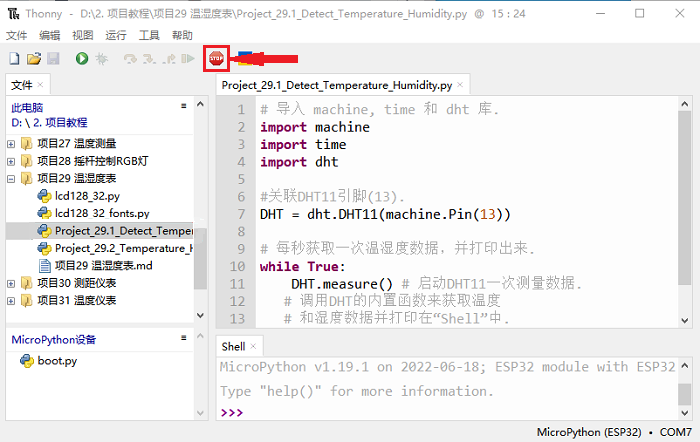 Thonny - D:\2. 项目教程\项目29 温湿度表\Project_29.1_Detect_Temperature_Humidity.py @ 15 : 24
文件 编辑 视图 运行 工具 帮助
STOP
文件 ×
此电脑
D: \ 2. 项目教程
项目27 温度测量
项目28 摇杆控制RGB灯
项目29 温湿度表
lcd128_32.py
lcd128_32_fonts.py
Project_29.1_Detect_Tempe
Project_29.2_Temperature_H
项目29 温湿度表.md
项目30 测距仪表
项目31 温度仪表
MicroPython设备
boot.py
Project_29.1_Detect_Temperature_Humidity.py ×
1 # 导入 machine, time 和 dht 库.
2 import machine
3 import time
4 import dht
5
6 #关联DHT11引脚(13).
7 DHT = dht.DHT11(machine.Pin(13))
8
9 # 每秒获取一次温湿度数据，并打印出来.
10 while True:
11 DHT.measure() # 启动DHT11一次测量数据.
12 # 调用DHT的内置函数来获取温度
13 # 和湿度数据并打印在“Shell”中.
Shell ×
MicroPython v1.19.1 on 2022-06-18; ESP32 module with ESP32
Type "help()" for more information.
>>>
MicroPython (ESP32) • COM7